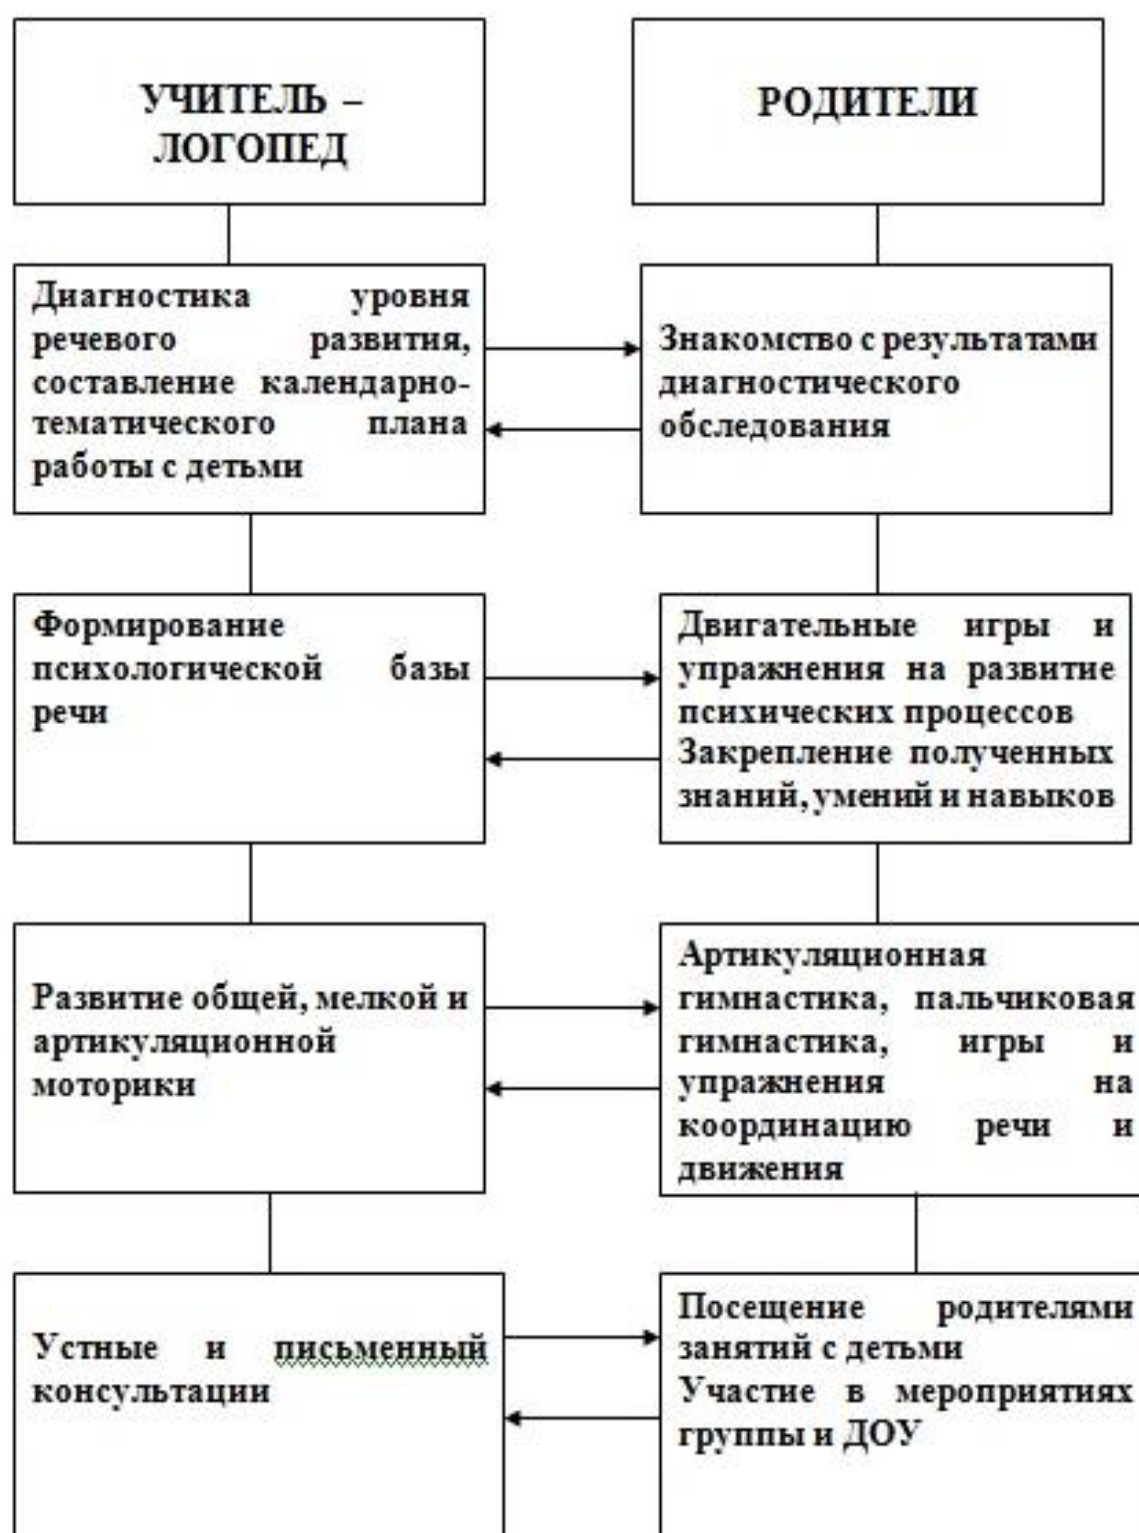 УЧИТЕЛЬ –
ЛОГОПЕД
РОДИТЕЛИ
Диагностика уровня
речевого развития,
составление календарно-
тематического плана
работы с детьми
Знакомство с результатами
диагностического
обследования
Формирование
психологической базы
речи
Двигательные игры и
упражнения на развитие
психических процессов
Закрепление полученных
знаний, умений и навыков
Развитие общей, мелкой и
артикуляционной
моторики
Артикуляционная
гимнастика, пальчиковая
гимнастика, игры и
упражнения на
координацию речи и
движения
Устные и письменный
консультации
Посещение родителями
занятий с детьми
Участие в мероприятиях
группы и ДОУ